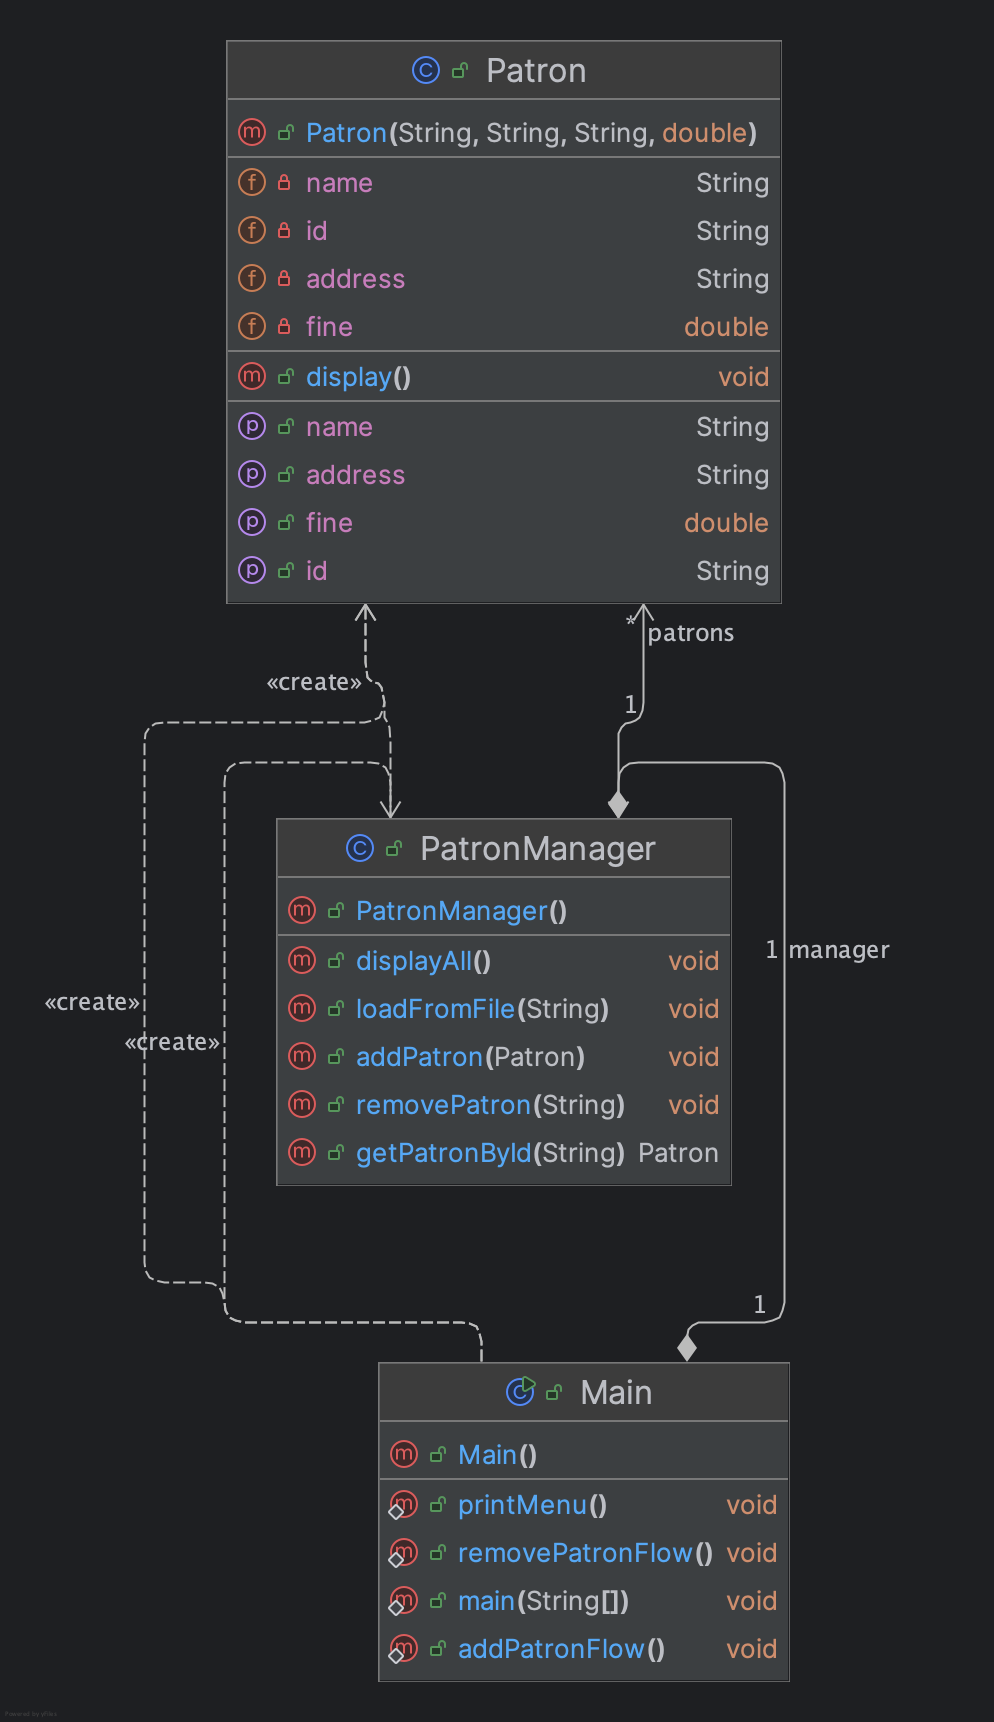 Patron
Patron(String, String, String, double)
name String
id String
address String
fine double
display() void
name String
address String
fine double
id String
* patrons
«create»
1
PatronManager
PatronManager()
displayAll() void
loadFromFile(String) void
addPatron(Patron) void
removePatron(String) void
getPatronById(String) Patron
1 manager
«create»
«create»
1
Main
Main()
printMenu() void
removePatronFlow() void
main(String[]) void
addPatronFlow() void
Powered by yFiles